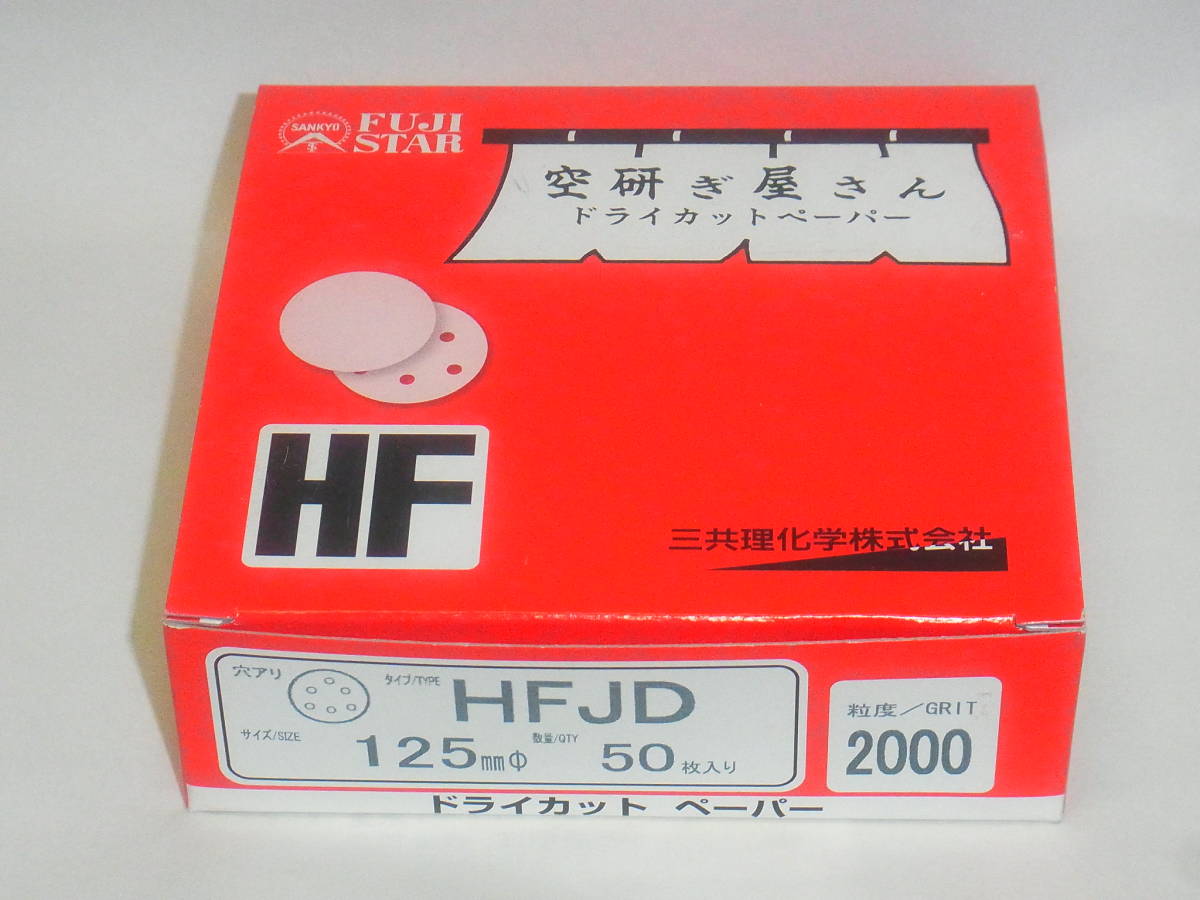 SANKYO
FUJI
STAR
空研ぎ屋さん
ドライカットペーパー
HF
三共理化学株式会社
穴アリ
タイプ/TYPE HFJD
サイズ/SIZE 125mmφ
数量/QTY 50枚入り
粒度/GRIT
2000
ドライカット ペーパー